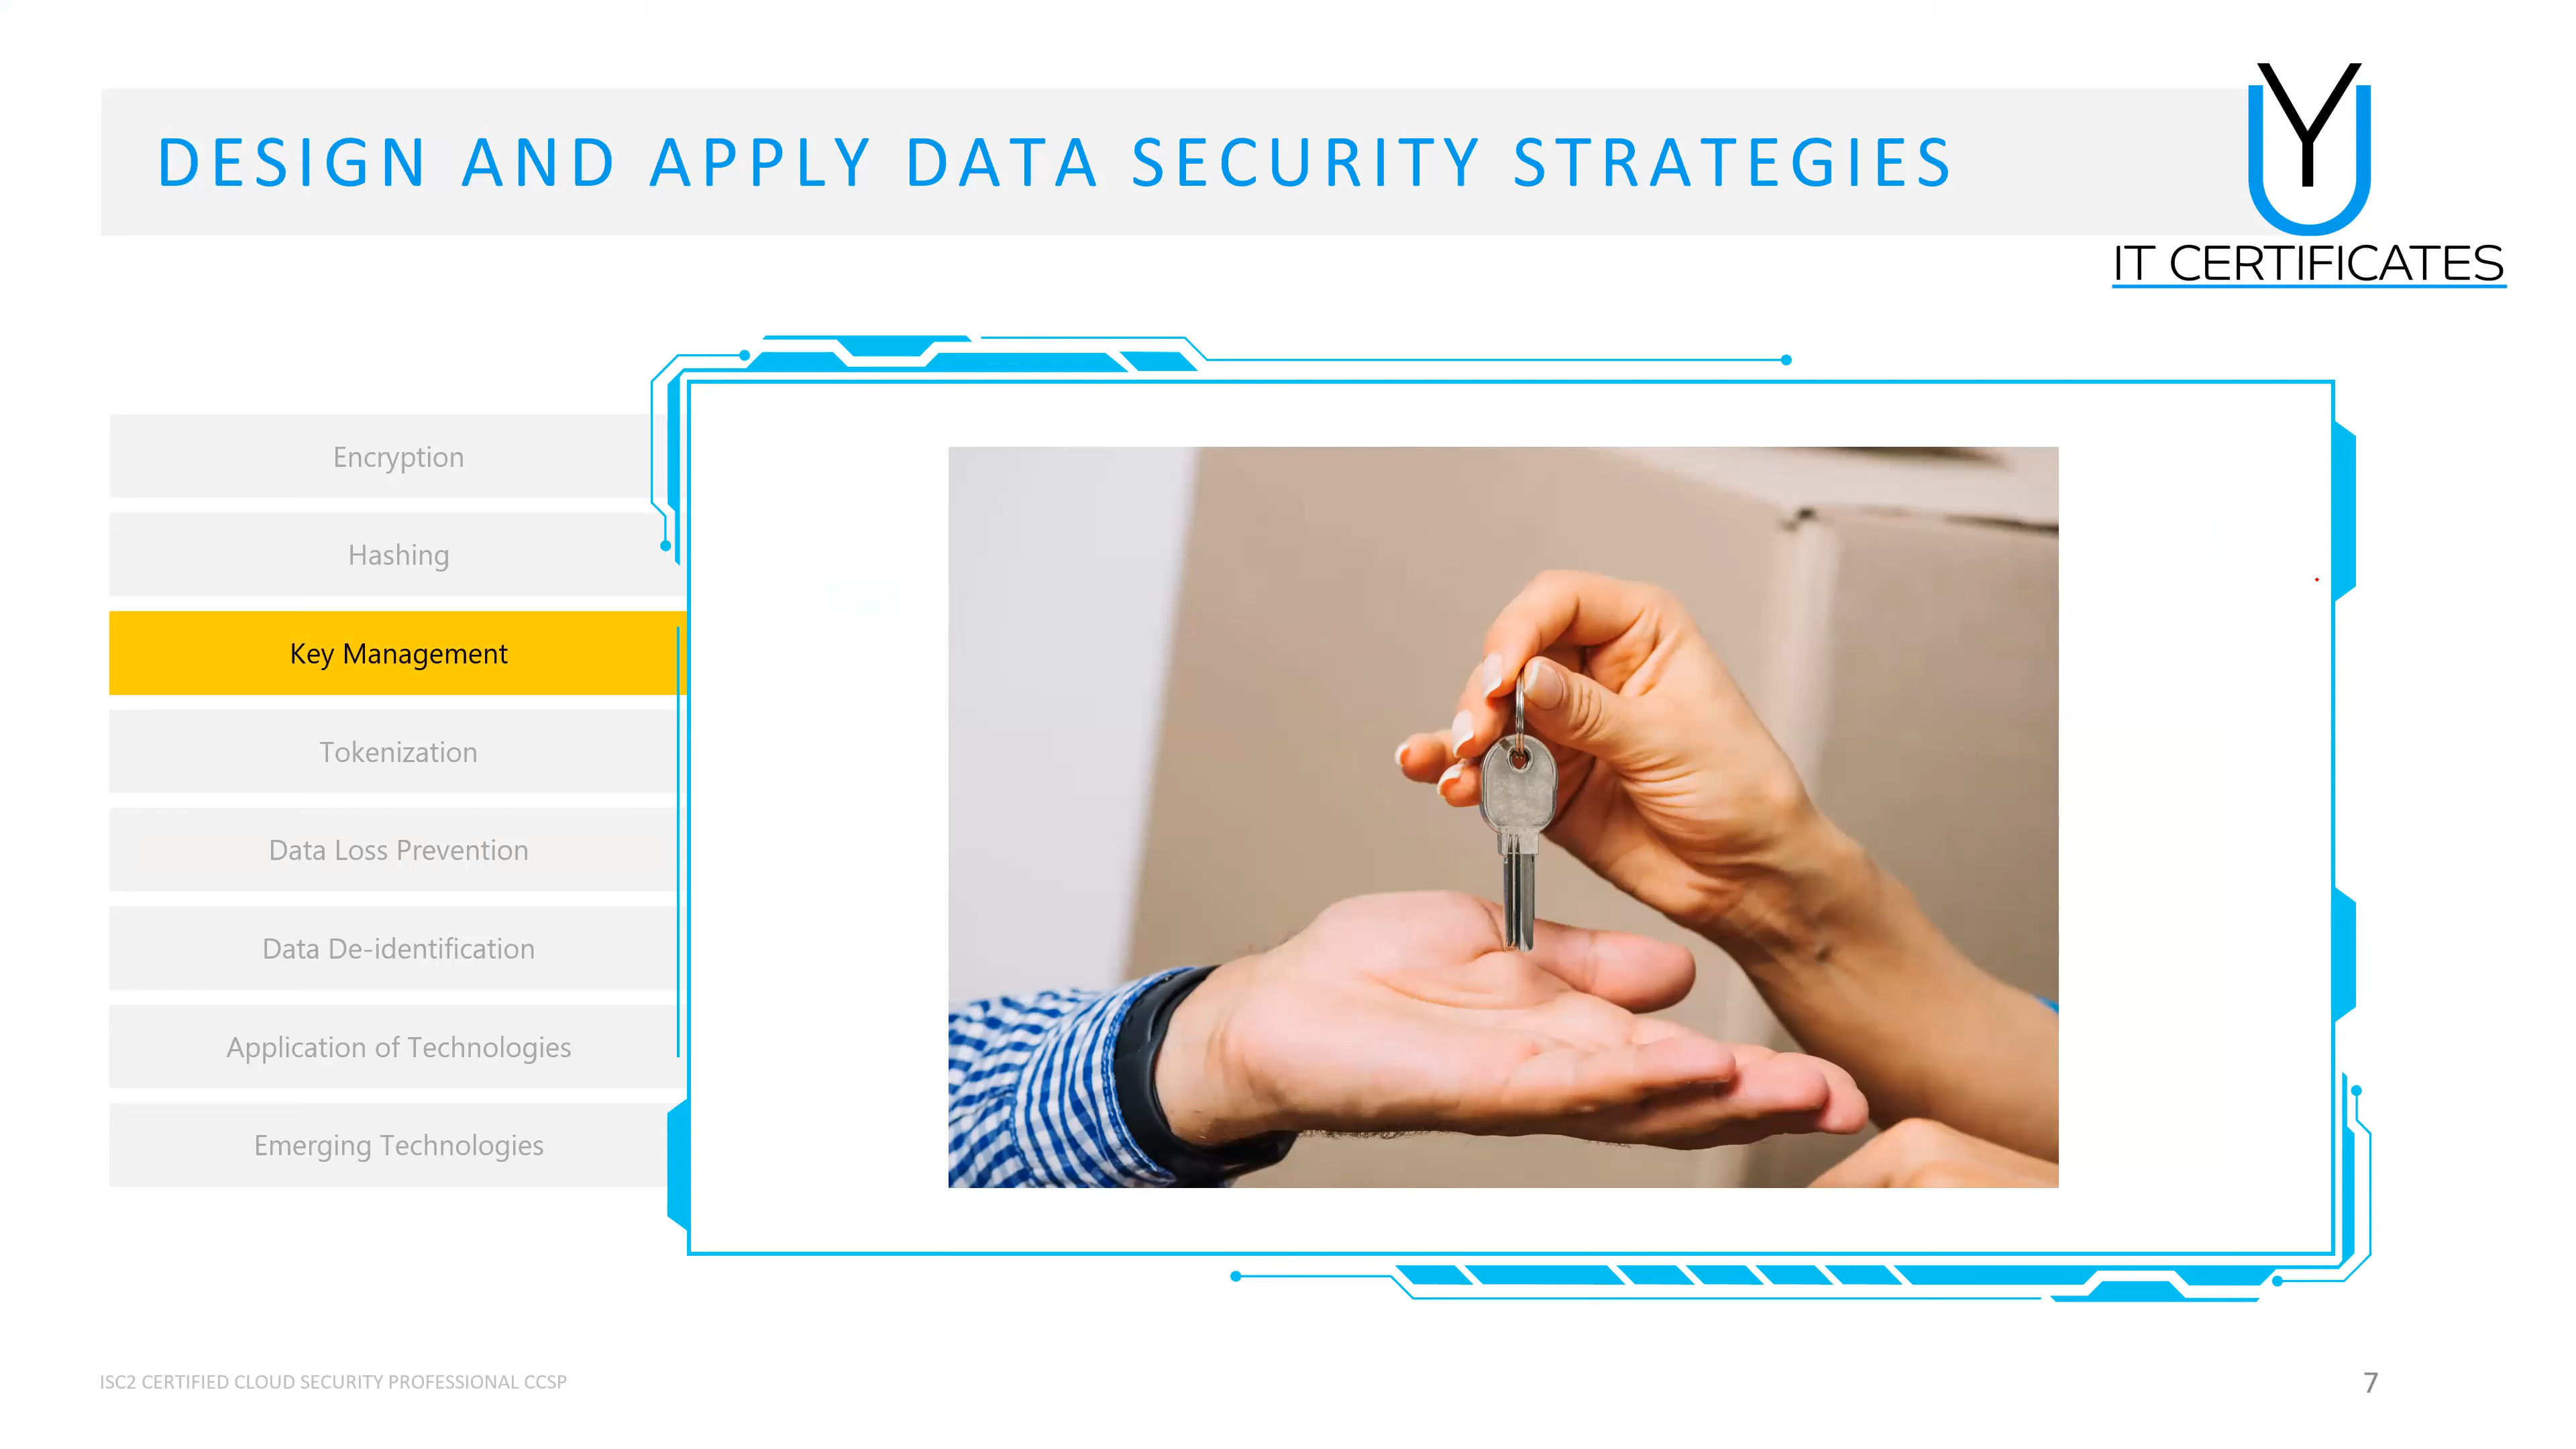 DESIGN AND APPLY DATA SECURITY STRATEGIES
UY
IT CERTIFICATES
Encryption
Hashing
Key Management
Tokenization
Data Loss Prevention
Data De-identification
Application of Technologies
Emerging Technologies
ISC2 CERTIFIED CLOUD SECURITY PROFESSIONAL CCSP
7